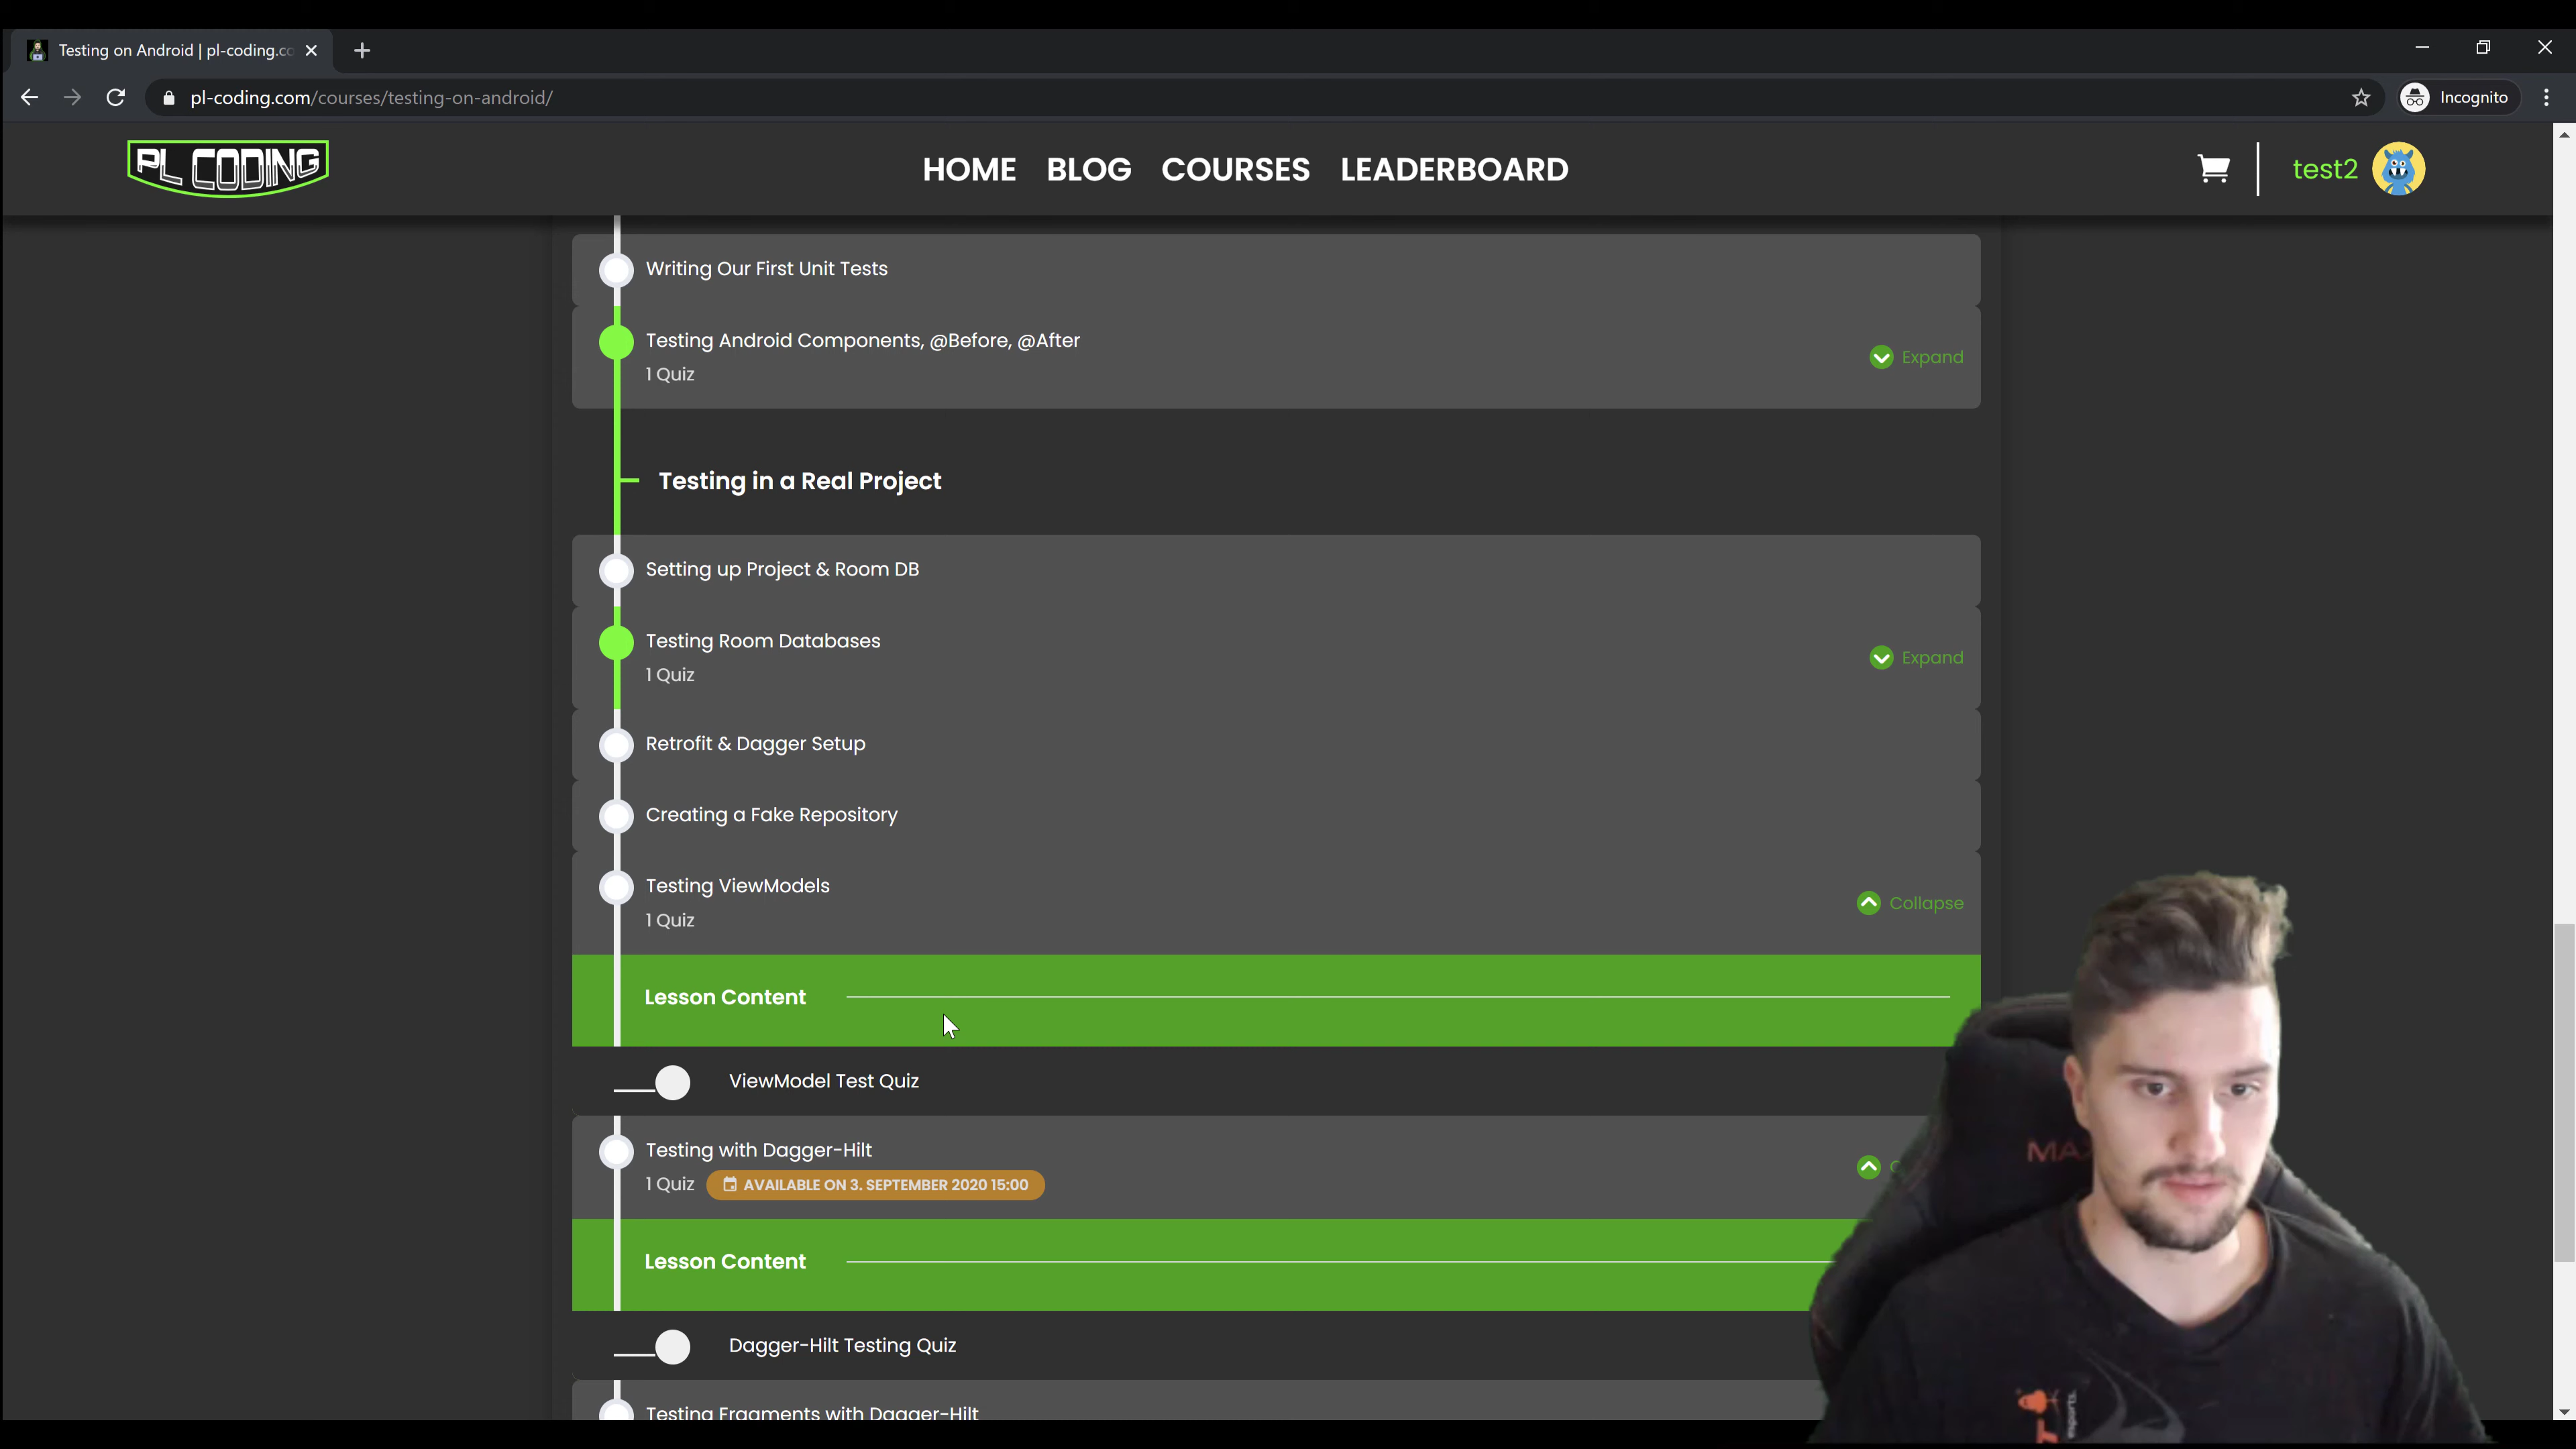 Testing on Android | pl-coding.co
pl-coding.com/courses/testing-on-android/
Incognito
PL CODING
HOME BLOG COURSES LEADERBOARD
test2
Writing Our First Unit Tests
Testing Android Components, @Before, @After
1 Quiz
Expand
Testing in a Real Project
Setting up Project & Room DB
Testing Room Databases
1 Quiz
Expand
Retrofit & Dagger Setup
Creating a Fake Repository
Testing ViewModels
1 Quiz
Collapse
Lesson Content
ViewModel Test Quiz
Testing with Dagger-Hilt
1 Quiz AVAILABLE ON 3. SEPTEMBER 2020 15:00
Lesson Content
Dagger-Hilt Testing Quiz
Testing Fragments with Dagger-Hilt